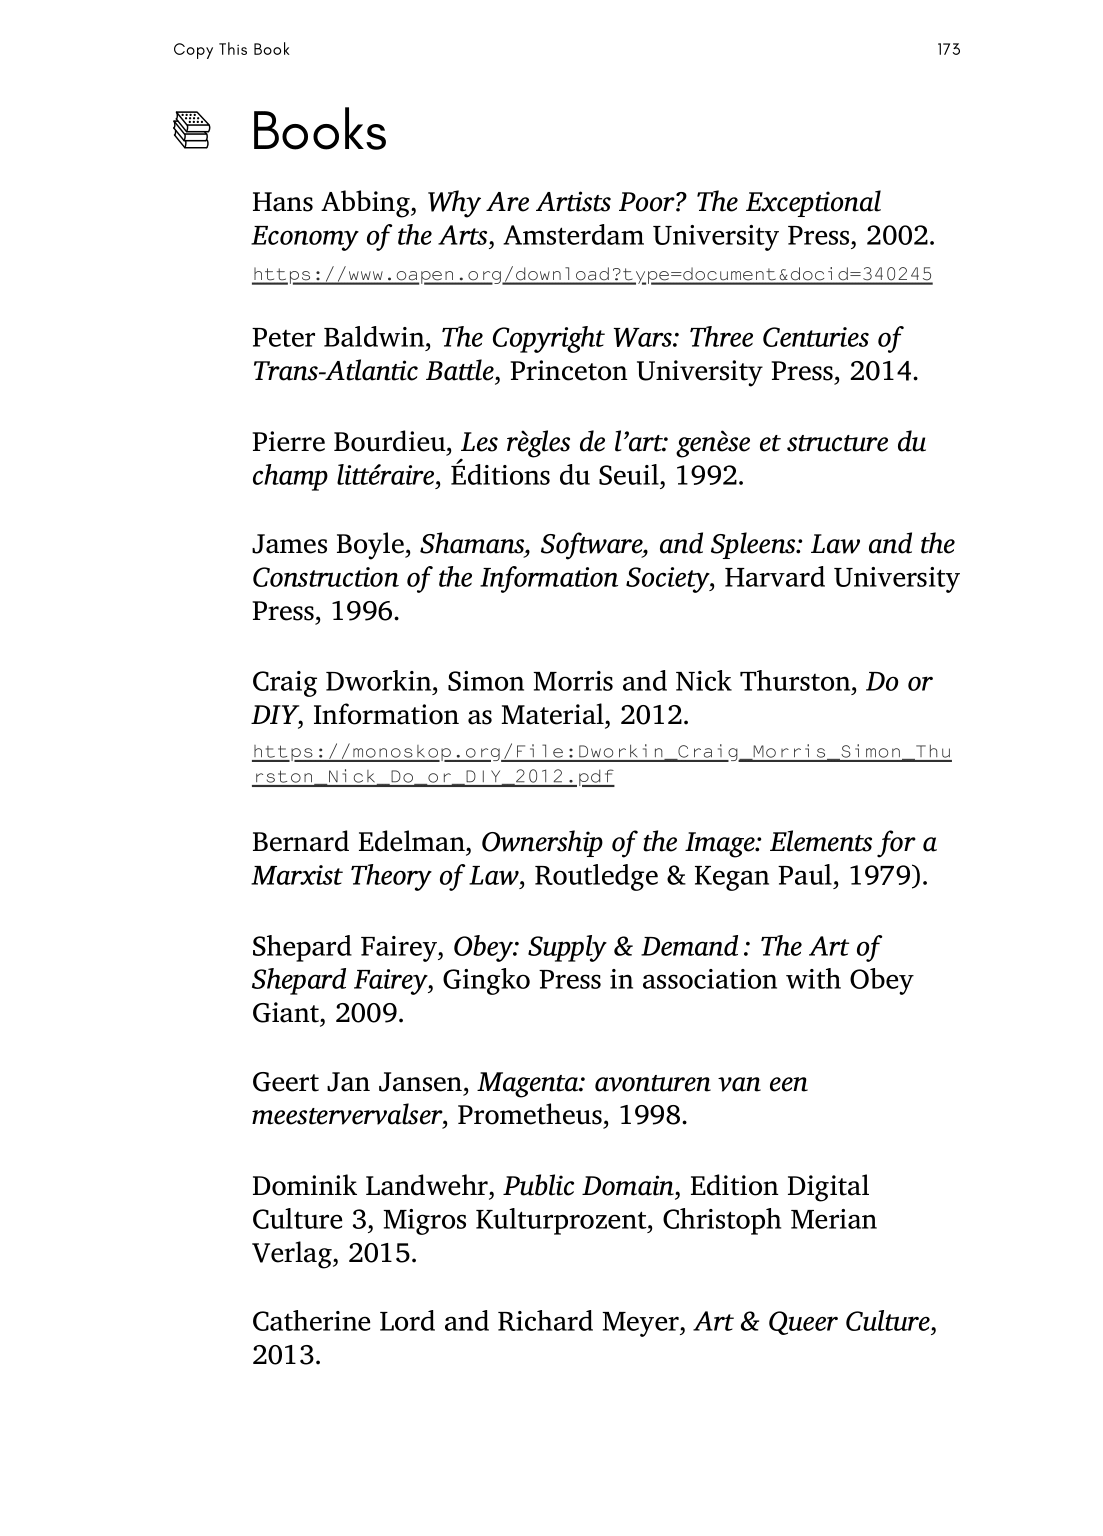 Copy This Book 173
Books
Hans Abbing, Why Are Artists Poor? The Exceptional
Economy of the Arts, Amsterdam University Press, 2002.
https://www.oapen.org/download?type=document&docid=340245
Peter Baldwin, The Copyright Wars: Three Centuries of
Trans-Atlantic Battle, Princeton University Press, 2014.
Pierre Bourdieu, Les règles de l’art: genèse et structure du
champ littéraire, Éditions du Seuil, 1992.
James Boyle, Shamans, Software, and Spleens: Law and the
Construction of the Information Society, Harvard University
Press, 1996.
Craig Dworkin, Simon Morris and Nick Thurston, Do or
DIY, Information as Material, 2012.
https://monoskop.org/File:Dworkin_Craig_Morris_Simon_Thu
rston_Nick_Do_or_DIY_2012.pdf
Bernard Edelman, Ownership of the Image: Elements for a
Marxist Theory of Law, Routledge & Kegan Paul, 1979).
Shepard Fairey, Obey: Supply & Demand : The Art of
Shepard Fairey, Gingko Press in association with Obey
Giant, 2009.
Geert Jan Jansen, Magenta: avonturen van een
meestervervalser, Prometheus, 1998.
Dominik Landwehr, Public Domain, Edition Digital
Culture 3, Migros Kulturprozent, Christoph Merian
Verlag, 2015.
Catherine Lord and Richard Meyer, Art & Queer Culture,
2013.